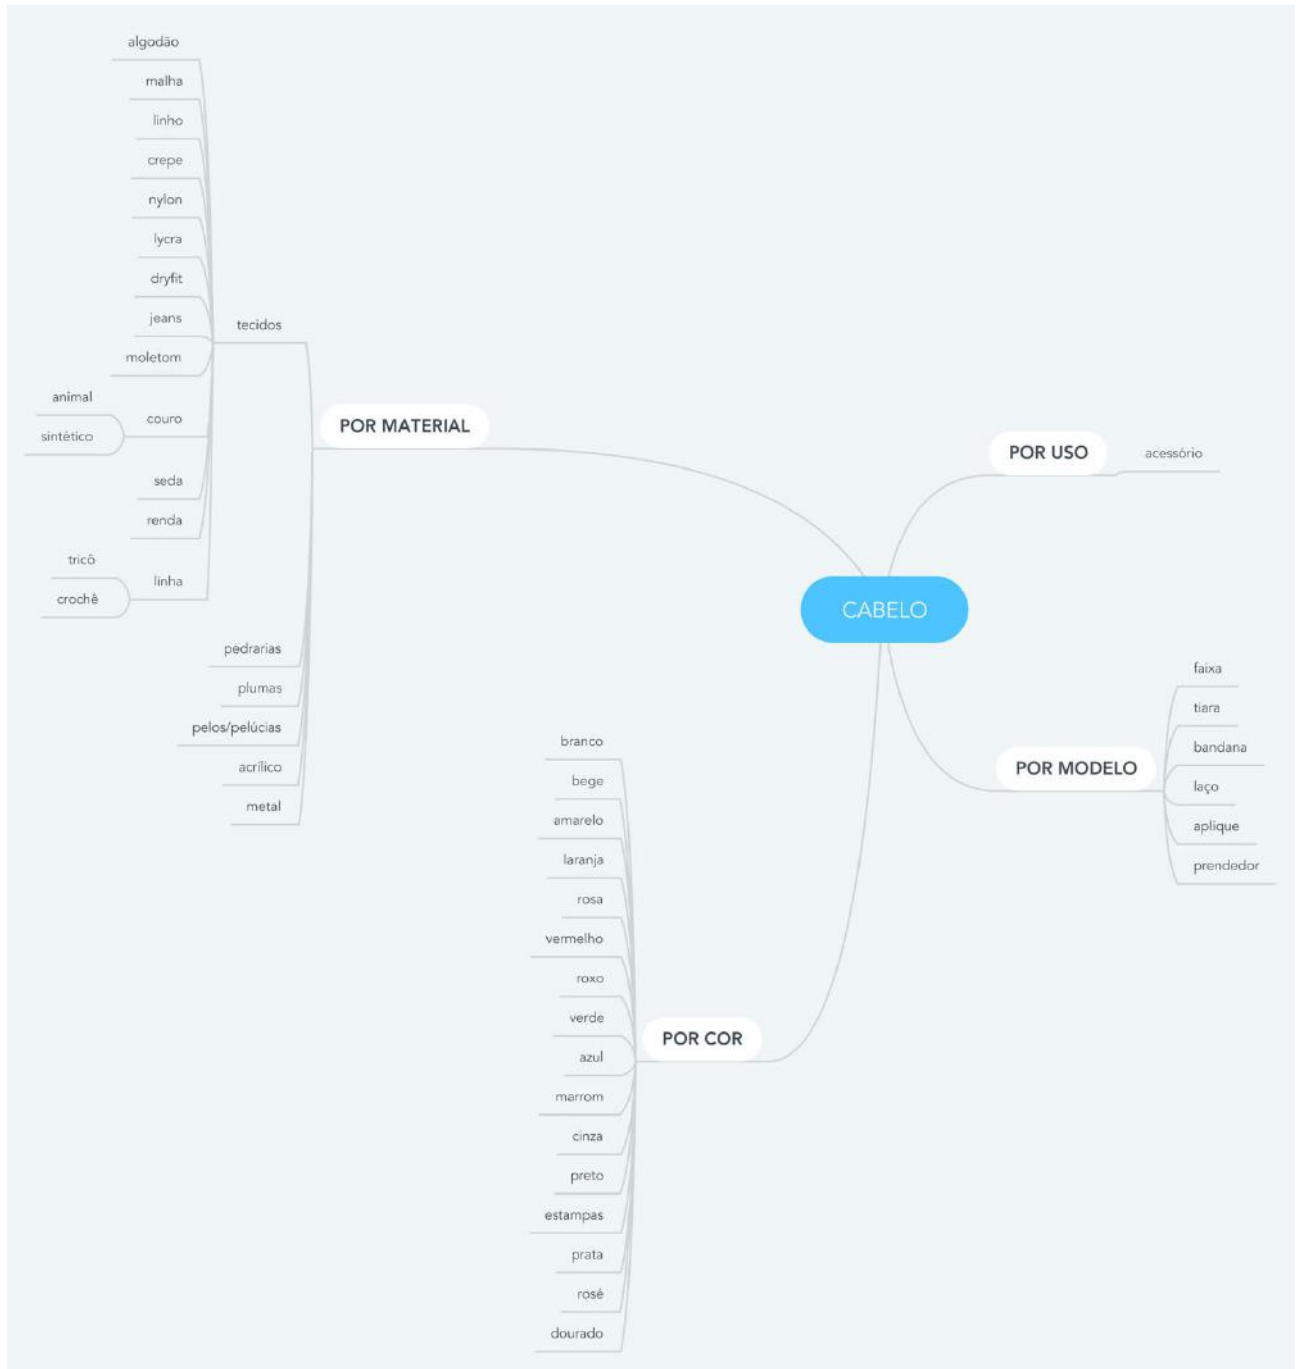 algodão
malha
linho
crepe
nylon
lycra
dryfit
jeans
moletom
tecidos
animal
sintético
couro
seda
renda
tricô
crochê
linha
pedrarias
plumas
pelos/pelúcias
acrílico
metal
POR MATERIAL
CABELO
POR USO
acessório
POR MODELO
faixa
tiara
bandana
laço
aplique
prendedor
POR COR
branco
bege
amarelo
laranja
rosa
vermelho
roxo
verde
azul
marrom
cinza
preto
estampas
prata
rosê
dourado